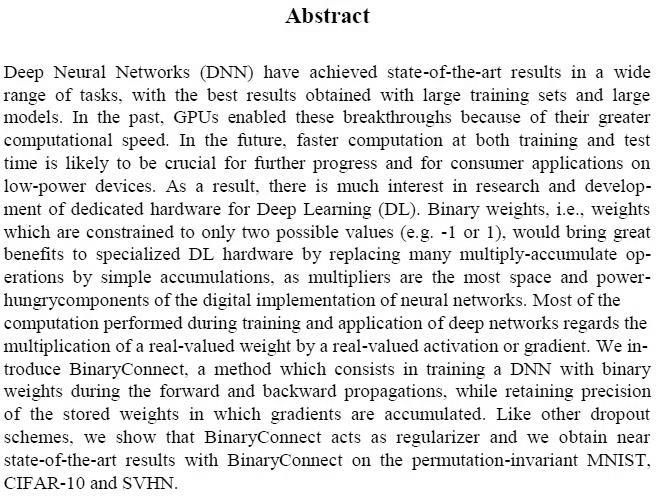 Abstract
Deep Neural Networks (DNN) have achieved state-of-the-art results in a wide
range of tasks, with the best results obtained with large training sets and large
models. In the past, GPUs enabled these breakthroughs because of their greater
computational speed. In the future, faster computation at both training and test
time is likely to be crucial for further progress and for consumer applications on
low-power devices. As a result, there is much interest in research and develop-
ment of dedicated hardware for Deep Learning (DL). Binary weights, i.e., weights
which are constrained to only two possible values (e.g. -1 or 1), would bring great
benefits to specialized DL hardware by replacing many multiply-accumulate op-
erations by simple accumulations, as multipliers are the most space and power-
hungrycomponents of the digital implementation of neural networks. Most of the
computation performed during training and application of deep networks regards the
multiplication of a real-valued weight by a real-valued activation or gradient. We in-
troduce BinaryConnect, a method which consists in training a DNN with binary
weights during the forward and backward propagations, while retaining precision
of the stored weights in which gradients are accumulated. Like other dropout
schemes, we show that BinaryConnect acts as regularizer and we obtain near
state-of-the-art results with BinaryConnect on the permutation-invariant MNIST,
CIFAR-10 and SVHN.